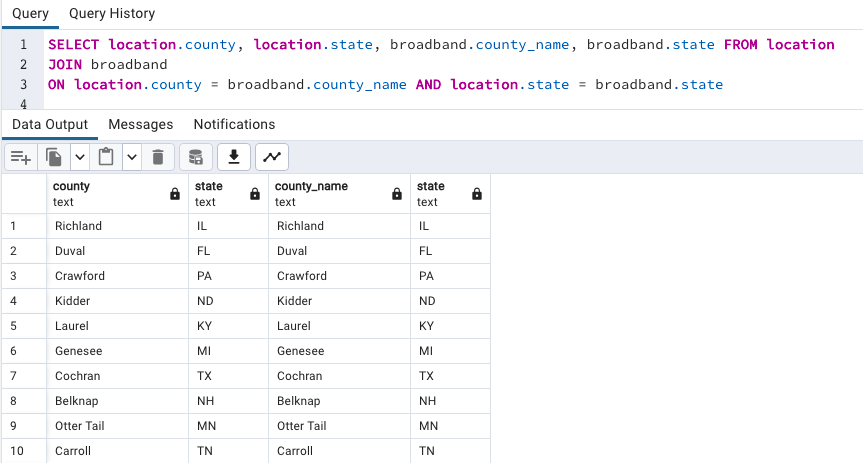 Query Query History
1 SELECT location.county, location.state, broadband.county_name, broadband.state FROM location
2 JOIN broadband
3 ON location.county = broadband.county_name AND location.state = broadband.state
4
Data Output Messages Notifications
county state county_name state
text text text text
1 Richland IL Richland IL
2 Duval FL Duval FL
3 Crawford PA Crawford PA
4 Kidder ND Kidder ND
5 Laurel KY Laurel KY
6 Genesee MI Genesee MI
7 Cochran TX Cochran TX
8 Belknap NH Belknap NH
9 Otter Tail MN Otter Tail MN
10 Carroll TN Carroll TN